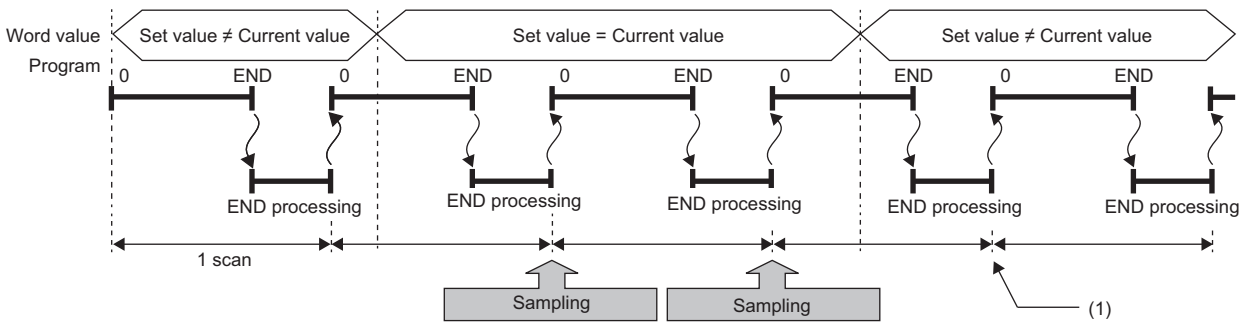 Word value
Set value ≠ Current value
Set value = Current value
Set value ≠ Current value
Program
0 END 0 END 0 END 0 END 0 END
END processing
END processing
END processing
END processing
END processing
1 scan
Sampling
Sampling
(1)